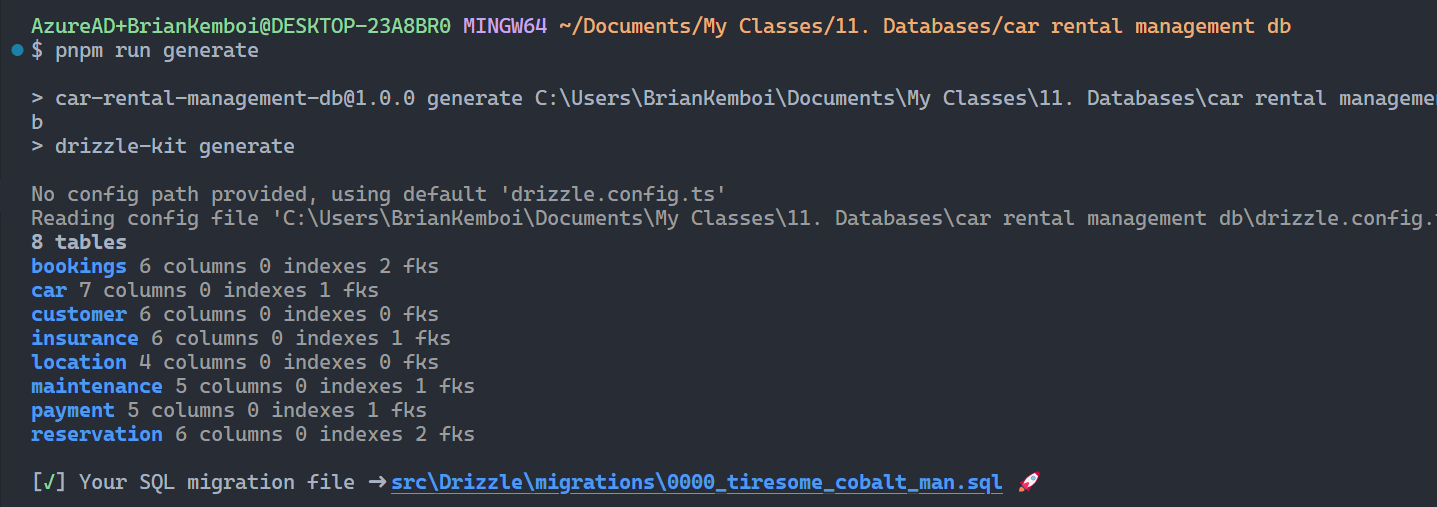 AzureAD+BrianKemboi@DESKTOP-23A8BR0 MINGW64 ~/Documents/My Classes/11. Databases/car rental management db
$ pnpm run generate
> car-rental-management-db@1.0.0 generate C:\Users\BrianKemboi\Documents\My Classes\11. Databases\car rental manageme
b
> drizzle-kit generate
No config path provided, using default 'drizzle.config.ts'
Reading config file 'C:\Users\BrianKemboi\Documents\My Classes\11. Databases\car rental management db\drizzle.config.
8 tables
bookings 6 columns 0 indexes 2 fks
car 7 columns 0 indexes 1 fks
customer 6 columns 0 indexes 0 fks
insurance 6 columns 0 indexes 1 fks
location 4 columns 0 indexes 0 fks
maintenance 5 columns 0 indexes 1 fks
payment 5 columns 0 indexes 1 fks
reservation 6 columns 0 indexes 2 fks
[✓] Your SQL migration file ➜ src\Drizzle\migrations\0000_tiresome_cobalt_man.sql 🚀